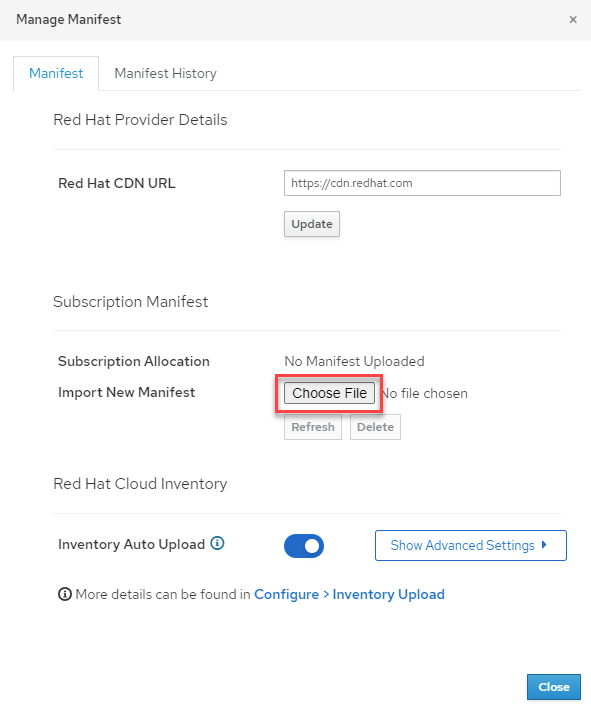 Manage Manifest ×
Manifest Manifest History
Red Hat Provider Details
Red Hat CDN URL https://cdn.redhat.com
Update
Subscription Manifest
Subscription Allocation No Manifest Uploaded
Import New Manifest Choose File No file chosen
Refresh Delete
Red Hat Cloud Inventory
Inventory Auto Upload Show Advanced Settings
More details can be found in Configure > Inventory Upload
Close